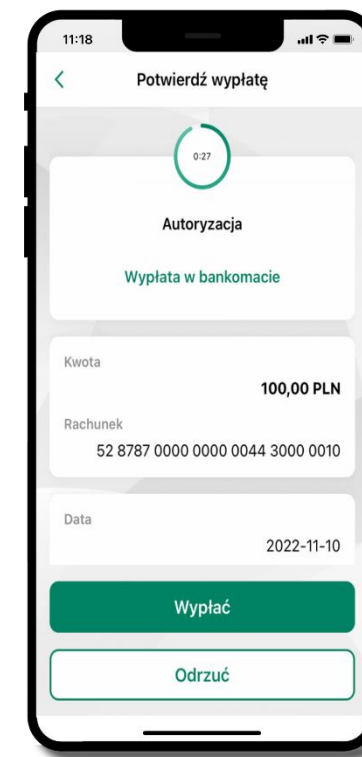 11:18
Potwierdź wypłatę
0:27
Autoryzacja
Wypłata w bankomacie
Kwota
100,00 PLN
Rachunek
52 8787 0000 0000 0044 3000 0010
Data
2022-11-10
Wypłać
Odrzuć